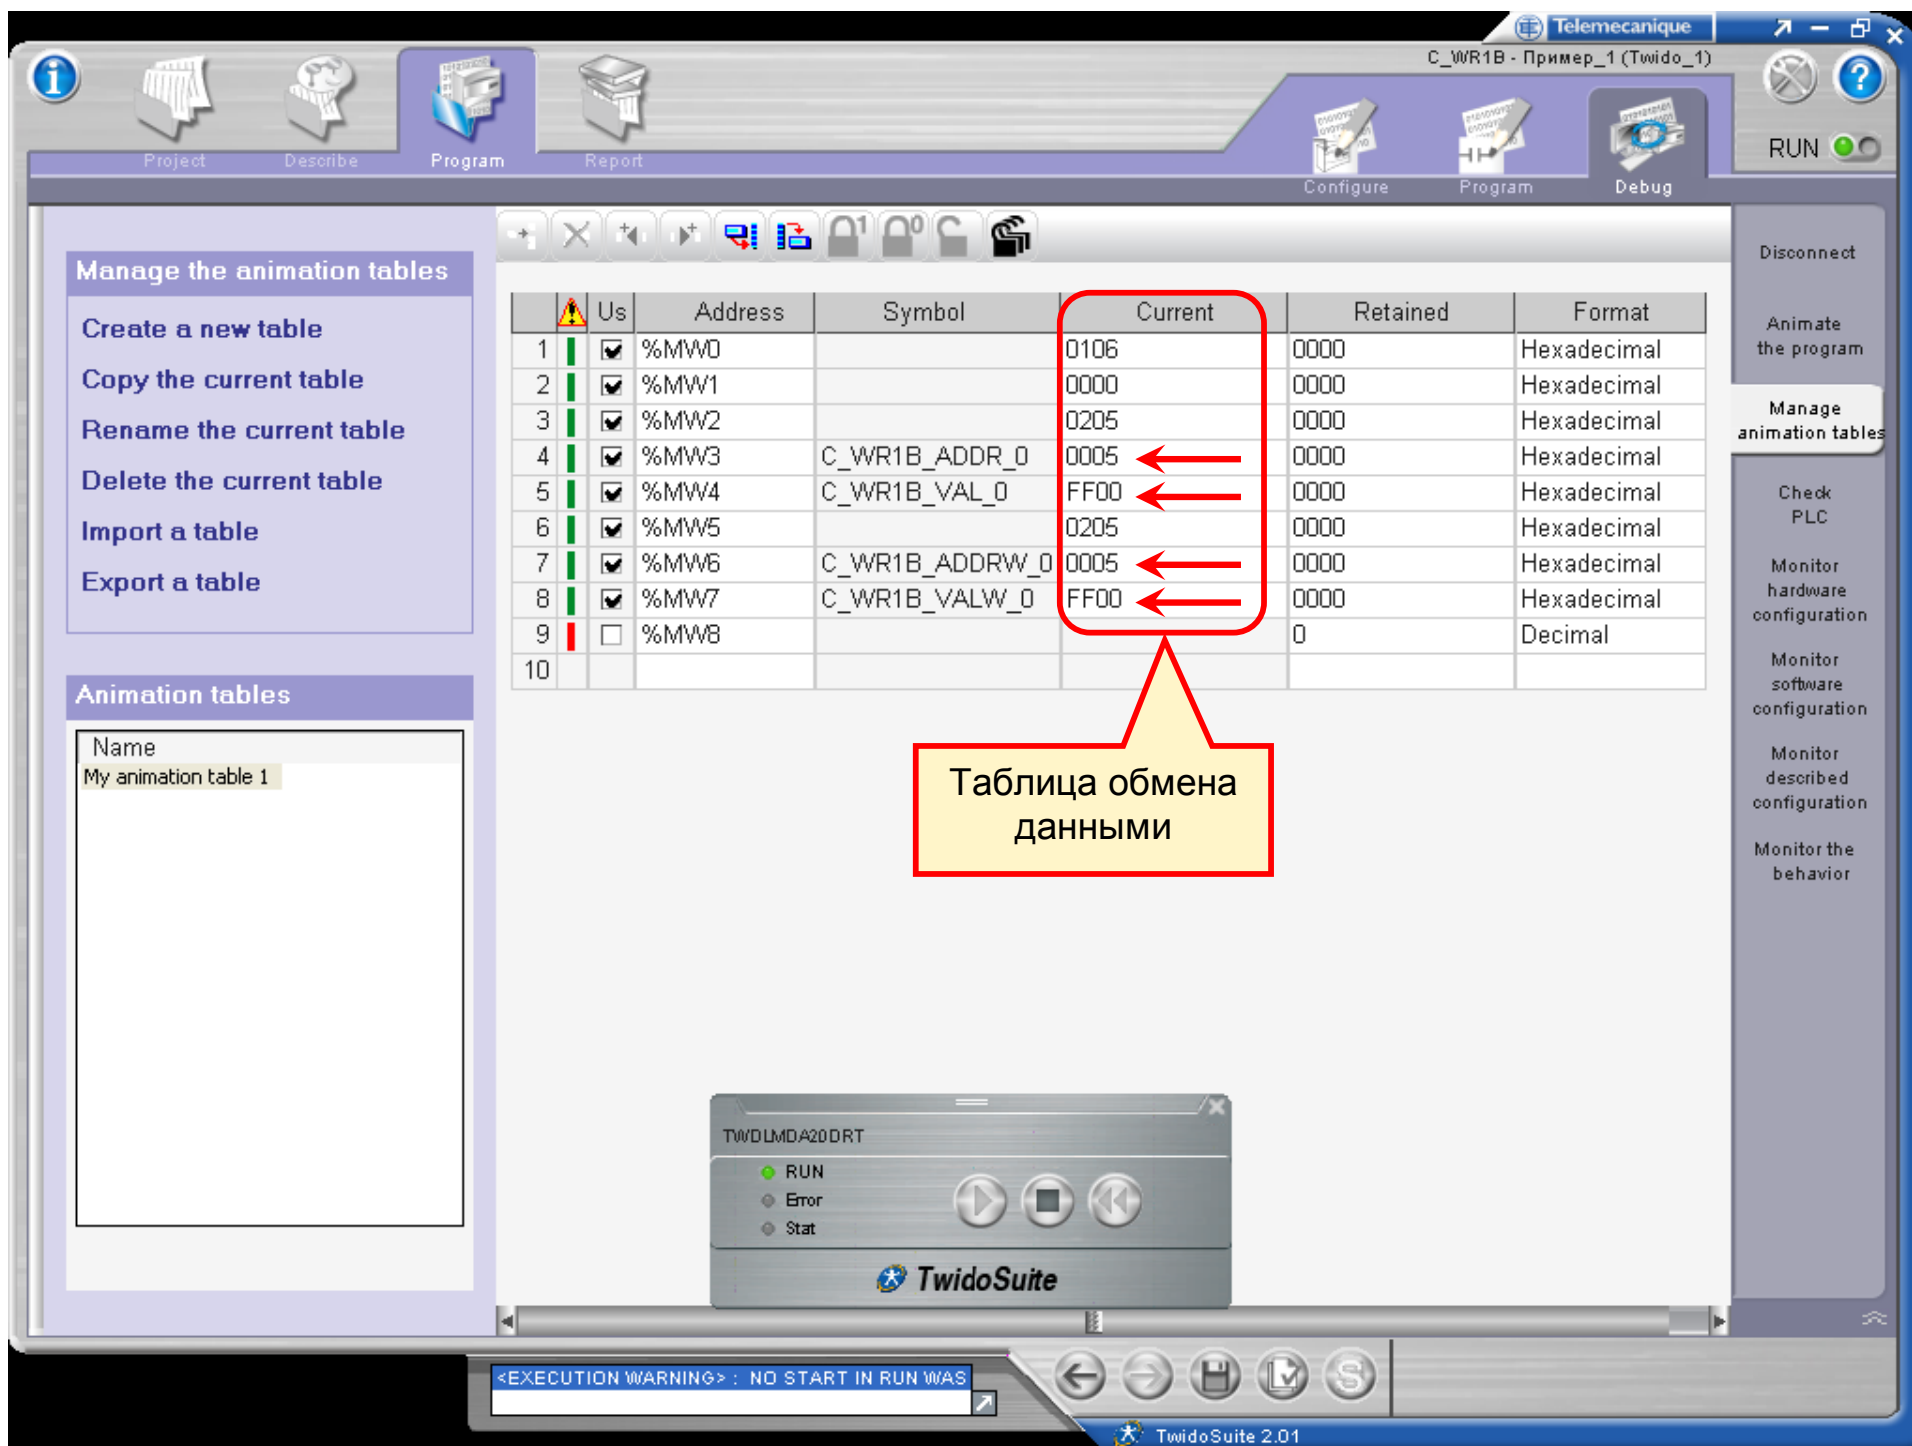 Telemecanique
C_WR1B - Пример_1 (Twido_1)
Project
Describe
Program
Report
Configure
Program
Debug
RUN
Manage the animation tables
Create a new table
Copy the current table
Rename the current table
Delete the current table
Import a table
Export a table
Animation tables
Name
My animation table 1
Us Address Symbol Current Retained Format
1 %MW0 0106 0000 Hexadecimal
2 %MW1 0000 0000 Hexadecimal
3 %MW2 0205 0000 Hexadecimal
4 %MW3 C_WR1B_ADDR_0 0005 0000 Hexadecimal
5 %MW4 C_WR1B_VAL_0 FF00 0000 Hexadecimal
6 %MW5 0205 0000 Hexadecimal
7 %MW6 C_WR1B_ADDRW_0 0005 0000 Hexadecimal
8 %MW7 C_WR1B_VALW_0 FF00 0000 Hexadecimal
9 %MW8 0 Decimal
10
Таблица обмена
данными
Disconnect
Animate
the program
Manage
animation tables
Check
PLC
Monitor
hardware
configuration
Monitor
software
configuration
Monitor
described
configuration
Monitor the
behavior
TWDLMDA20DRT
RUN
Error
Stat
TwidoSuite
<EXECUTION WARNING> : NO START IN RUN WAS
TwidoSuite 2.01